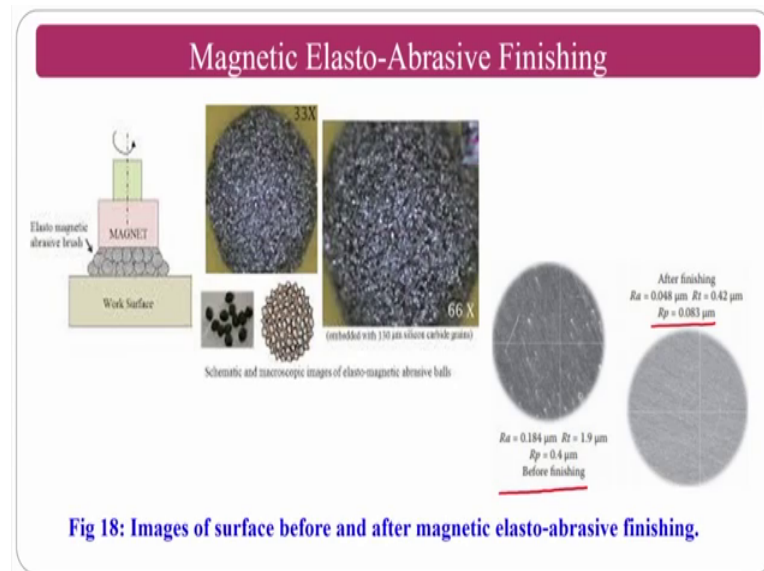 Magnetic Elasto-Abrasive Finishing
33X
Elasto magnetic
abrasive brush
MAGNET
Work Surface
66 X
(embedded with 150 μm silicon carbide grains)
Schematic and macroscopic images of elasto-magnetic abrasive balls
After finishing
Ra = 0.048 μm Rt = 0.42 μm
Rp = 0.083 μm
Ra = 0.184 μm Rt = 1.9 μm
Rp = 0.4 μm
Before finishing
Fig 18: Images of surface before and after magnetic elasto-abrasive finishing.